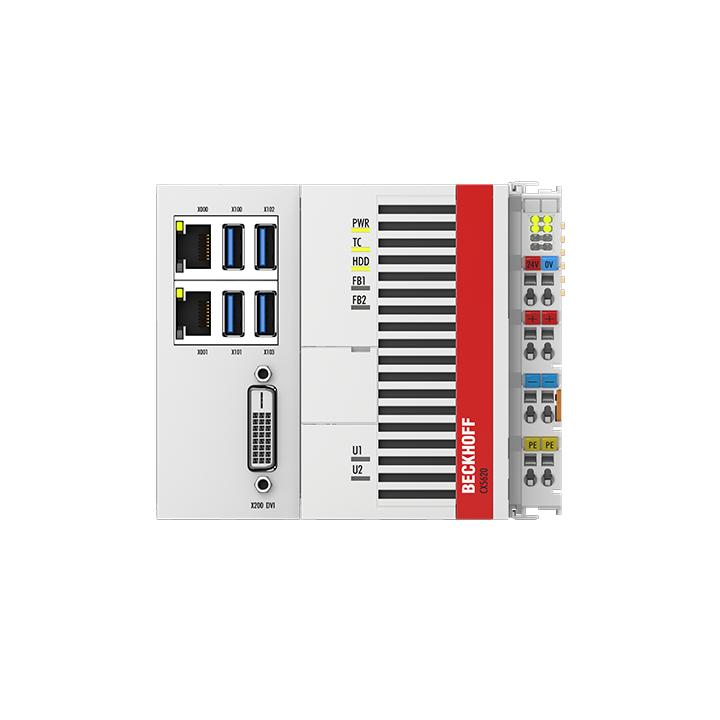 X000 X100 X102
X001 X101 X103
X200 DVI
PWR
TC
HDD
FB1
FB2
U1
U2
BECKHOFF
CX5620
24V 0V
+ +
− −
PE PE